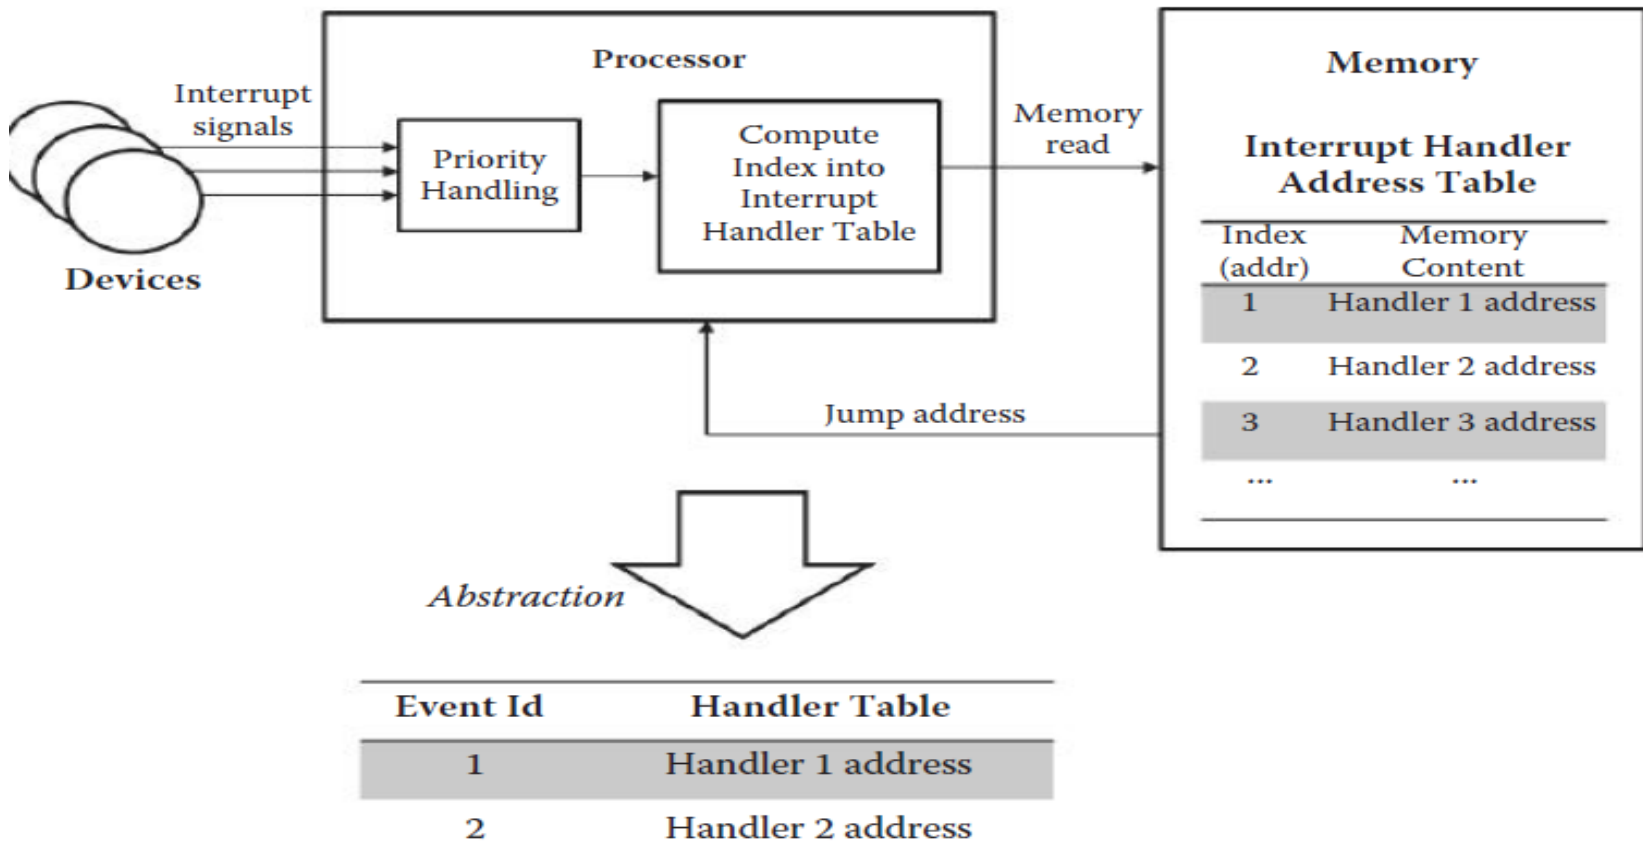 Processor
Interrupt
signals
Priority
Handling
Compute
Index into
Interrupt
Handler Table
Devices
Memory
read
Jump address
Memory
Interrupt Handler
Address Table
Index Memory
(addr) Content
1 Handler 1 address
2 Handler 2 address
3 Handler 3 address
... ...
Abstraction
Event Id Handler Table
1 Handler 1 address
2 Handler 2 address